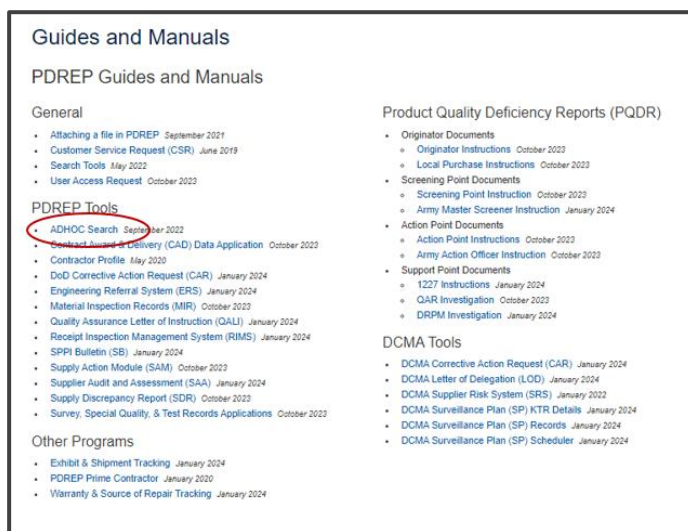 Guides and Manuals
PDREP Guides and Manuals
General
Attaching a file in PDREP September 2021
Customer Service Request (CSR) June 2019
Search Tools May 2022
User Access Request October 2023
PDREP Tools
ADHOC Search September 2022
Contract Award & Delivery (CAD) Data Application October 2023
Contractor Profile May 2020
DoD Corrective Action Request (CAR) January 2024
Engineering Referral System (ERS) January 2024
Material Inspection Records (MIR) October 2023
Quality Assurance Letter of Instruction (QALI) January 2024
Receipt Inspection Management System (RIMS) January 2024
SPPI Bulletin (SB) January 2024
Supply Action Module (SAM) October 2023
Supplier Audit and Assessment (SAA) January 2024
Supply Discrepancy Report (SDR) October 2023
Survey, Special Quality, & Test Records Applications October 2023
Other Programs
Exhibit & Shipment Tracking January 2024
PDREP Prime Contractor January 2020
Warranty & Source of Repair Tracking January 2024
Product Quality Deficiency Reports (PQDR)
Originator Documents
Originator Instructions October 2023
Local Purchase Instructions October 2023
Screening Point Documents
Screening Point Instruction October 2023
Army Master Screener Instruction January 2024
Action Point Documents
Action Point Instructions October 2023
Army Action Officer Instruction October 2023
Support Point Documents
1227 Instructions January 2024
QAR Investigation October 2023
DRPM Investigation January 2024
DCMA Tools
DCMA Corrective Action Request (CAR) January 2024
DCMA Letter of Delegation (LOD) January 2024
DCMA Supplier Risk System (SRS) January 2022
DCMA Surveillance Plan (SP) KTR Details January 2024
DCMA Surveillance Plan (SP) Records January 2024
DCMA Surveillance Plan (SP) Scheduler January 2024